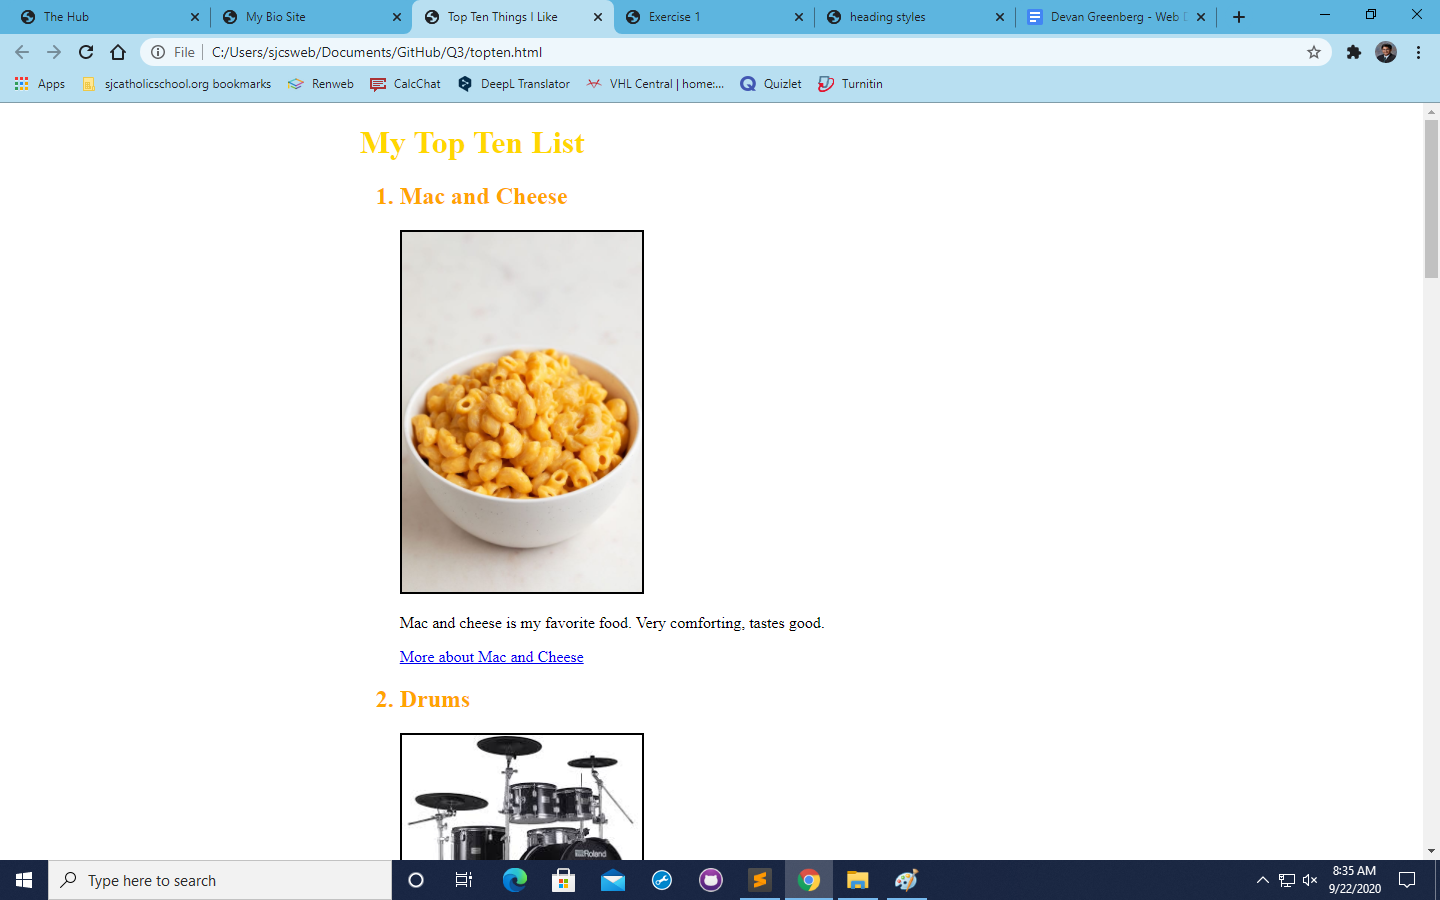 The Hub
My Bio Site
Top Ten Things I Like
Exercise 1
heading styles
Devan Greenberg - Web
File
C:/Users/sjcsweb/Documents/GitHub/Q3/topten.html
Apps
sjcatholicschool.org bookmarks
Renweb
CalcChat
DeepL Translator
VHL Central | home:...
Quizlet
Turnitin
My Top Ten List
1. Mac and Cheese
Mac and cheese is my favorite food. Very comforting, tastes good.
More about Mac and Cheese
2. Drums
Roland
Type here to search
8:35 AM
9/22/2020